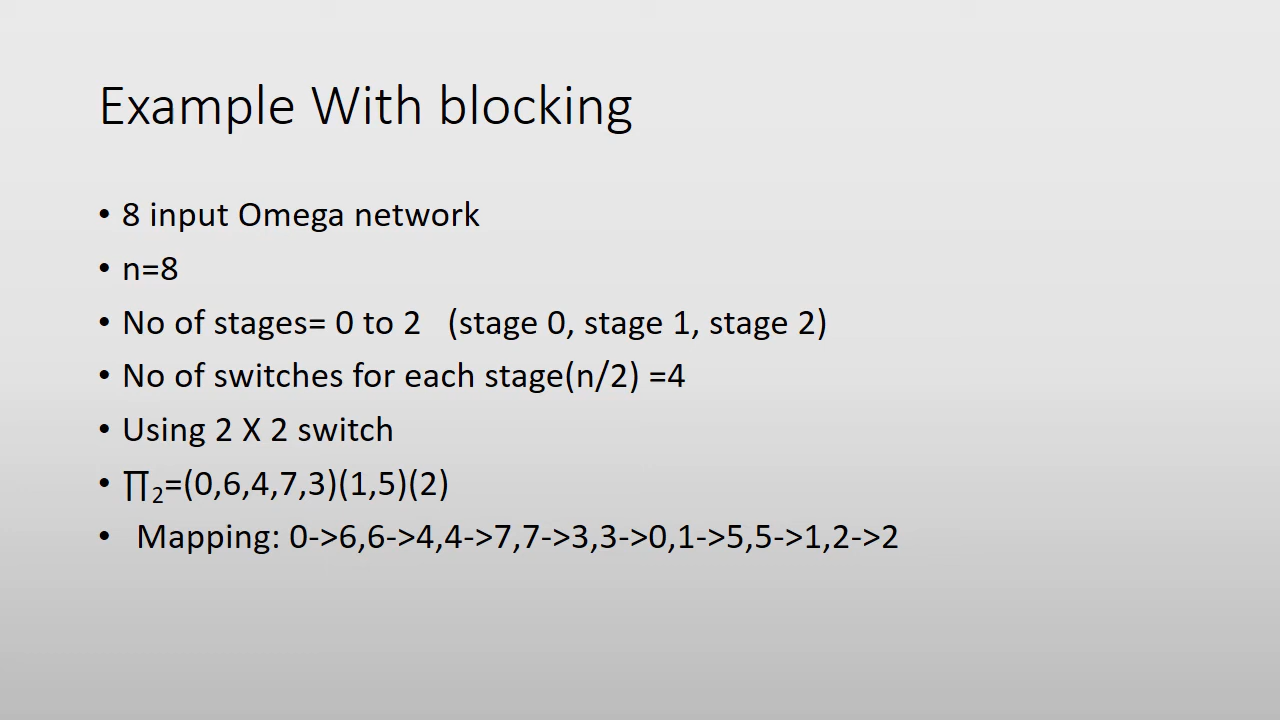 Example With blocking
• 8 input Omega network
• n=8
• No of stages= 0 to 2 (stage 0, stage 1, stage 2)
• No of switches for each stage(n/2) =4
• Using 2 X 2 switch
• ∏₂=(0,6,4,7,3)(1,5)(2)
• Mapping: 0->6,6->4,4->7,7->3,3->0,1->5,5->1,2->2